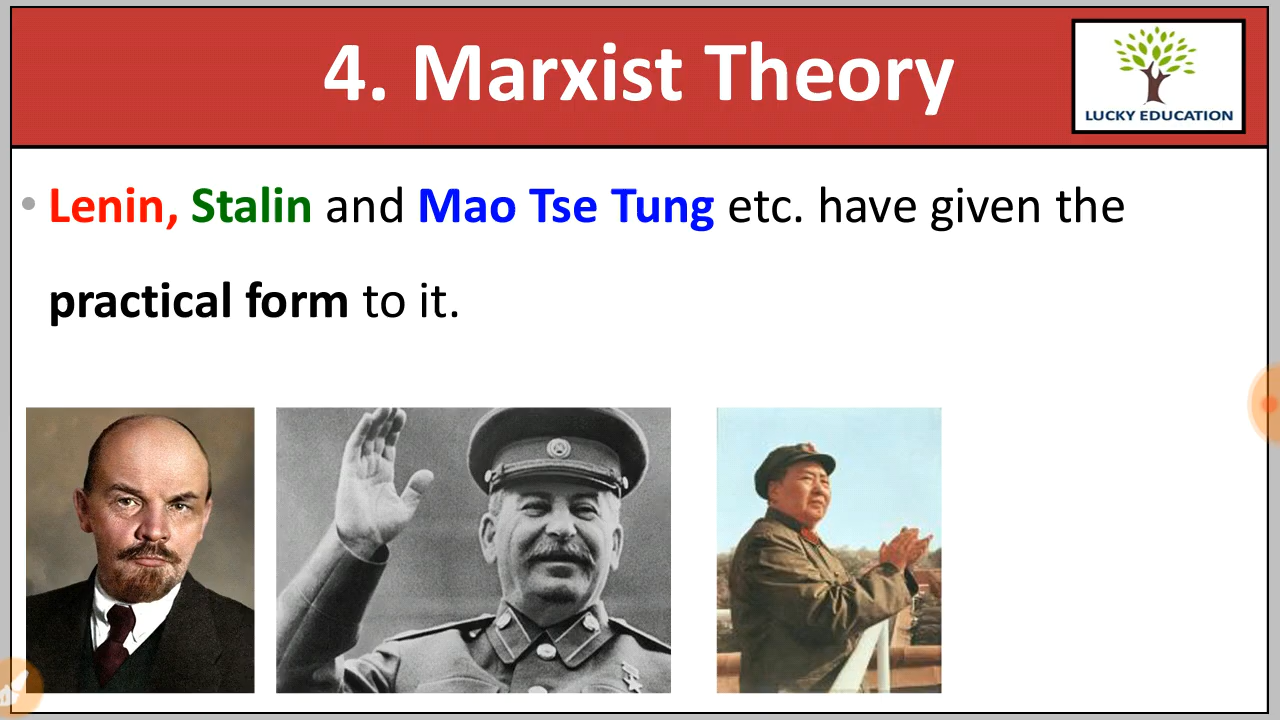 4. Marxist Theory
LUCKY EDUCATION
• Lenin, Stalin and Mao Tse Tung etc. have given the
practical form to it.